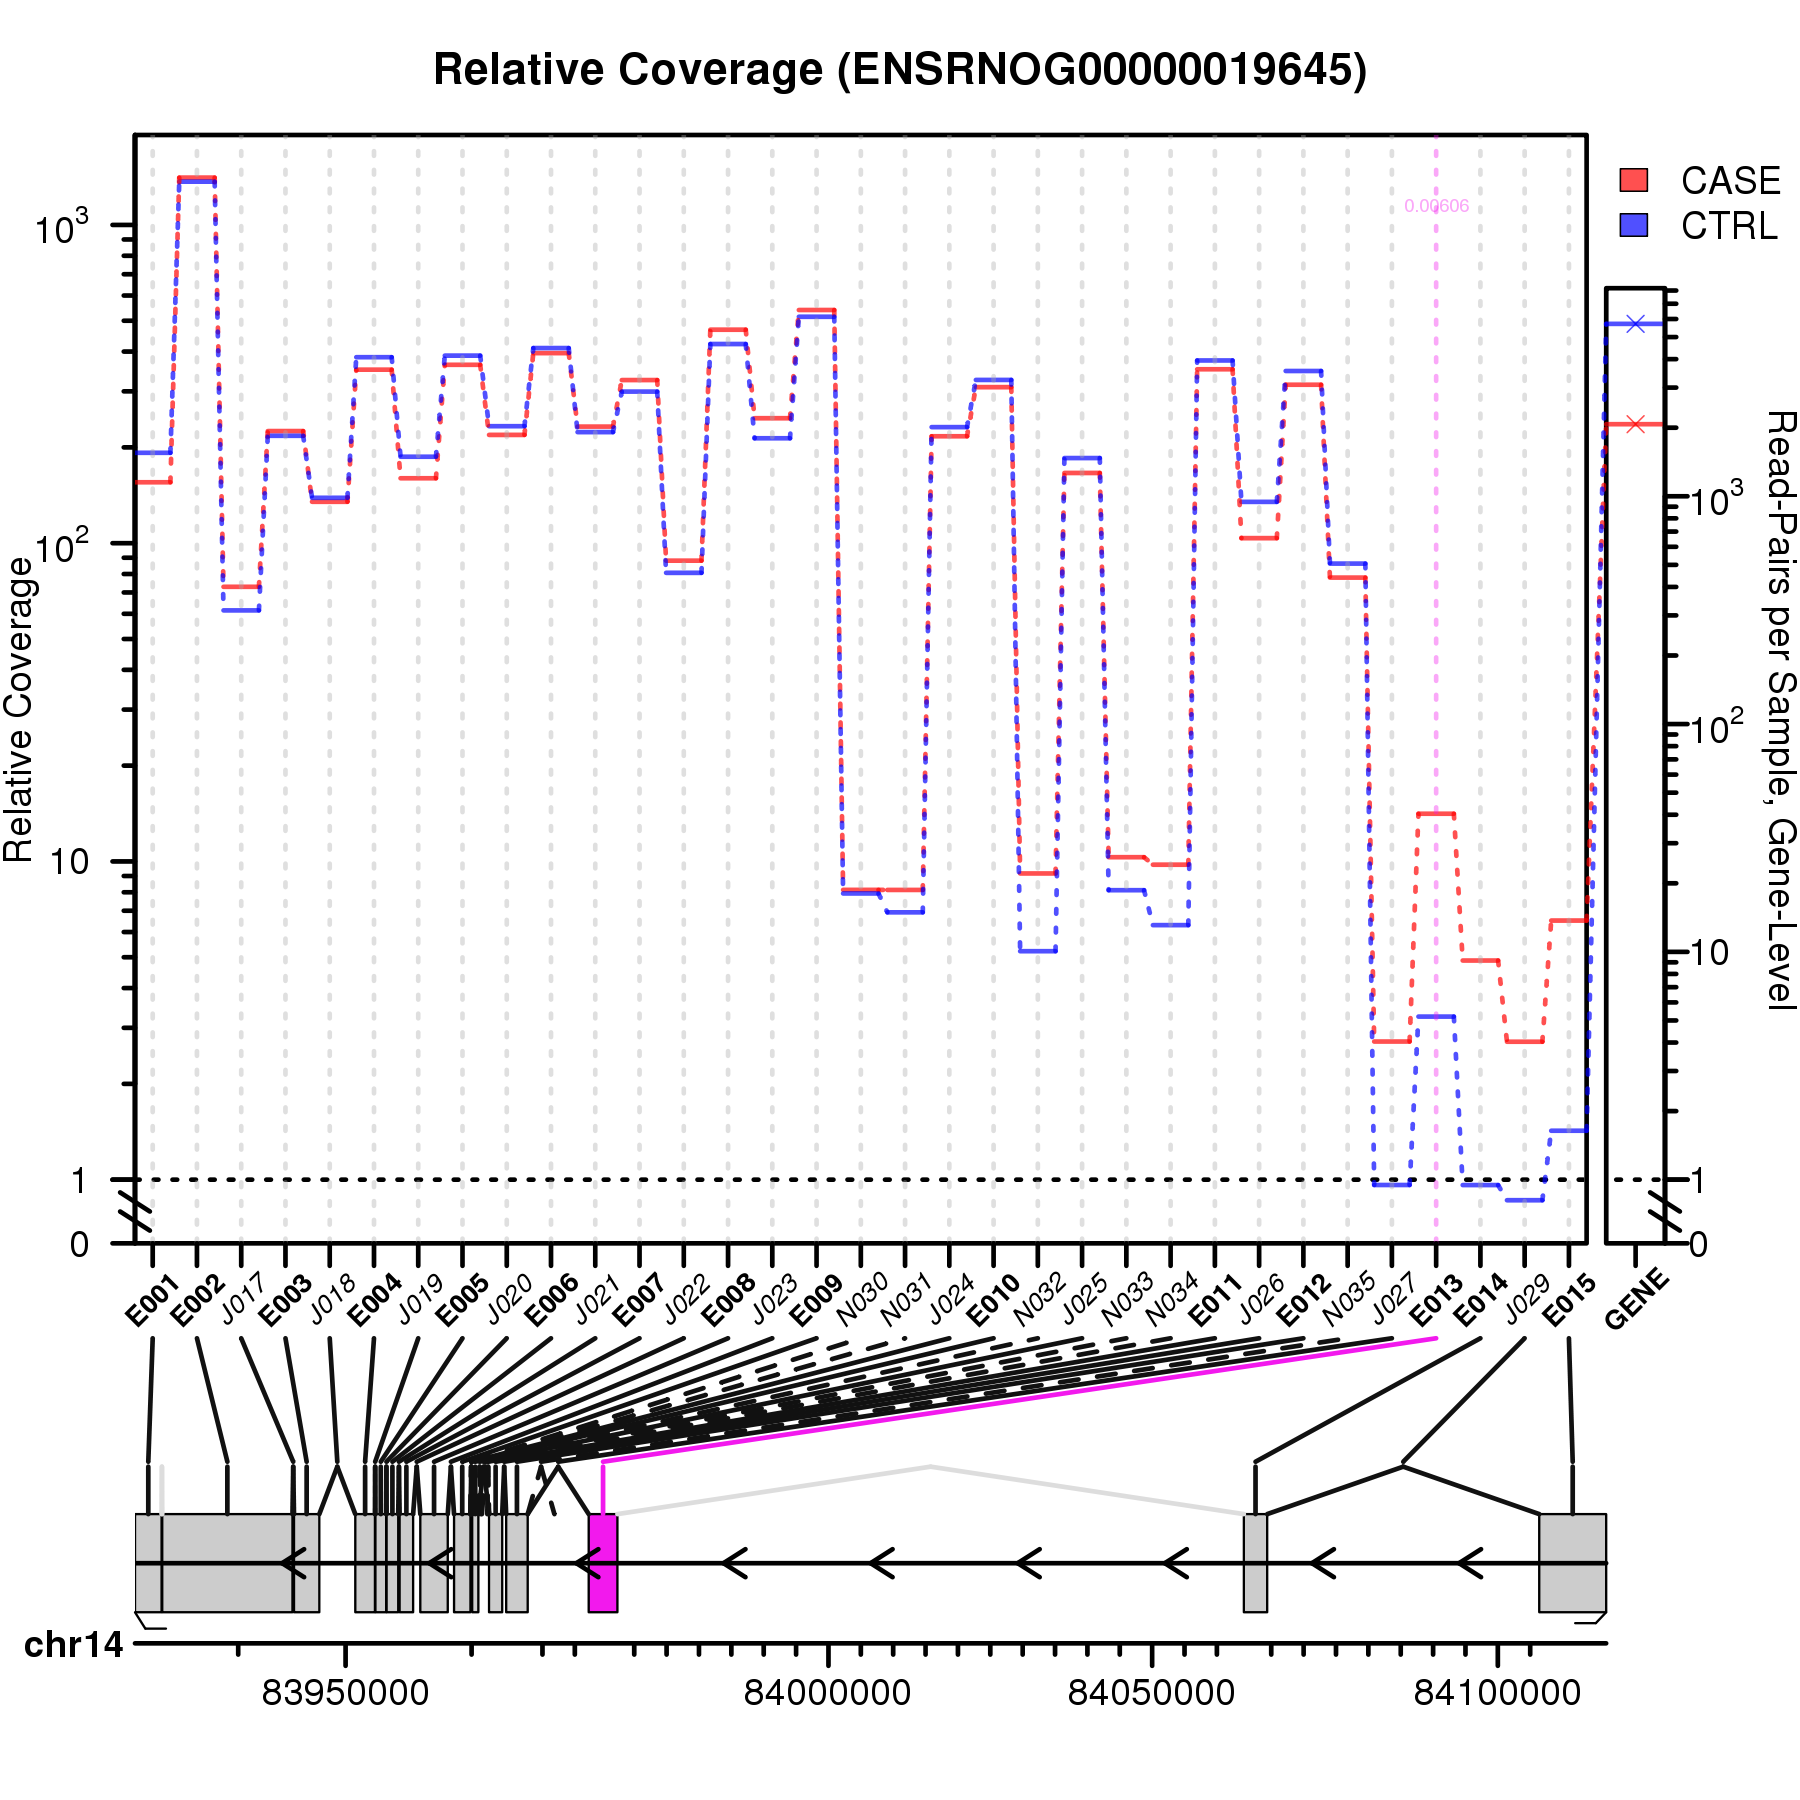 Relative Coverage (ENSRNOG00000019645)
CASE
CTRL
0.00606
Relative Coverage
10³
10²
10
1
0
Read-Pairs per Sample, Gene-Level
10³
10²
10
1
0
E001 E002 J017 E003 J018 E004 J019 E005 J020 E006 J021 E007 J022 E008 J023 E009 N030 N031 J024 E010 N032 J025 N033 N034 E011 J026 E012 N035 J027 E013 E014 J029 E015 GENE
chr14
83950000 84000000 84050000 84100000